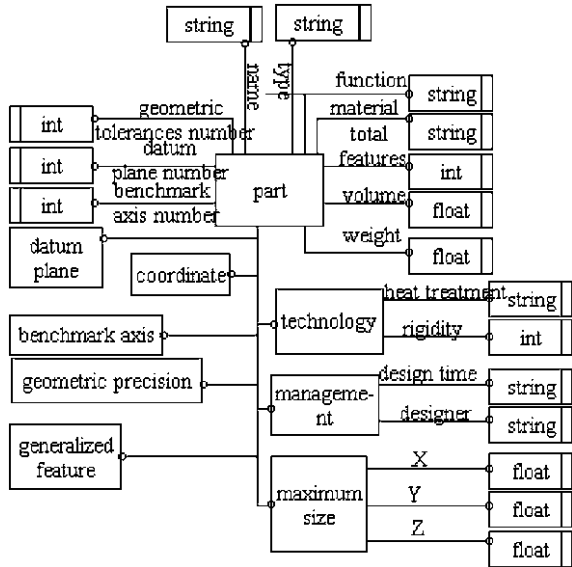 string
string
name
type
function
string
int
geometric
tolerances number
material
string
int
datum
plane number
total
features
int
int
benchmark
axis number
part
volume
float
datum
plane
weight
float
coordinate
heat treatment
string
technology
rigidity
int
benchmark axis
geometric precision
design time
string
manageme-
nt
designer
string
generalized
feature
X
float
maximum
size
Y
float
Z
float